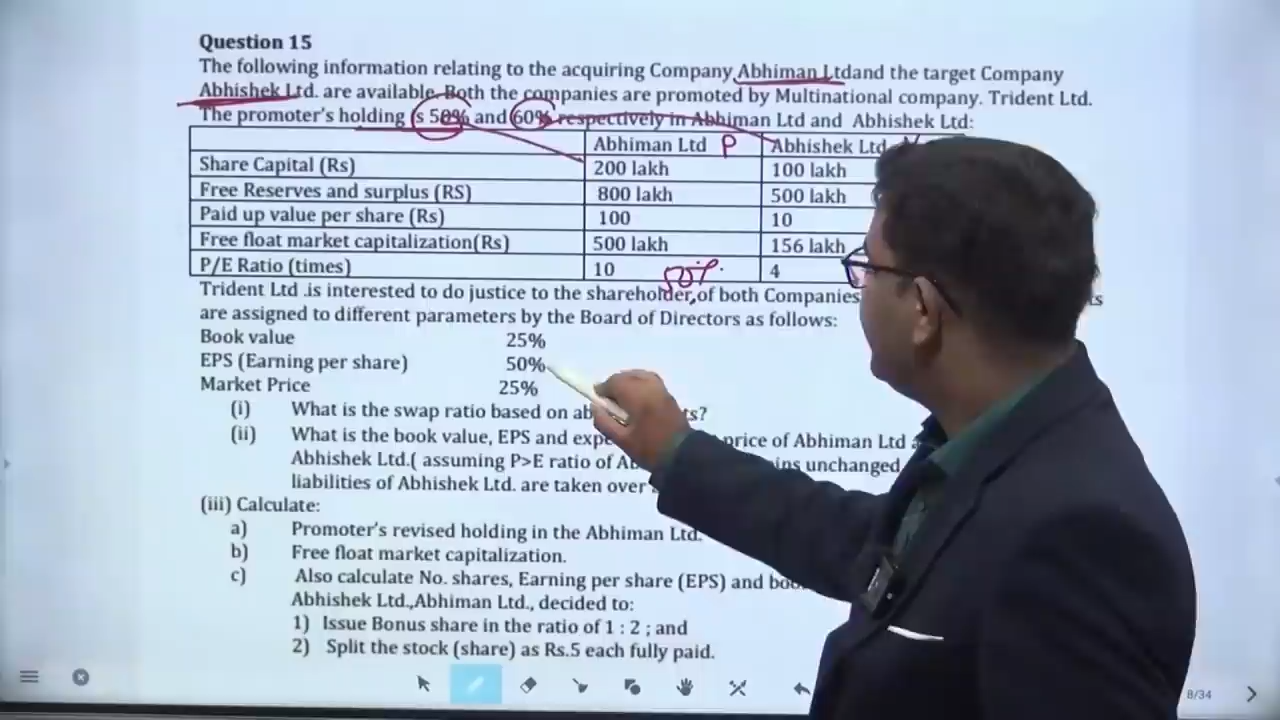 Question 15
The following information relating to the acquiring Company Abhiman Ltdand the target Company
Abhishek Ltd. are available. Both the companies are promoted by Multinational company. Trident Ltd.
The promoter's holding is 50% and 60% respectively in Abhiman Ltd and Abhishek Ltd:
Abhiman Ltd P Abhishek Ltd
Share Capital (Rs) 200 lakh 100 lakh
Free Reserves and surplus (RS) 800 lakh 500 lakh
Paid up value per share (Rs) 100 10
Free float market capitalization(Rs) 500 lakh 156 lakh
P/E Ratio (times) 10 4
50%
Trident Ltd .is interested to do justice to the shareholder, of both Companies
are assigned to different parameters by the Board of Directors as follows:
Book value 25%
EPS (Earning per share) 50%
Market Price 25%
(i) What is the swap ratio based on
(ii) What is the book value, EPS and price of Abhiman Ltd
Abhishek Ltd.( assuming P>E ratio of unchanged
liabilities of Abhishek Ltd. are taken over
(iii) Calculate:
a) Promoter's revised holding in the Abhiman Ltd.
b) Free float market capitalization.
c) Also calculate No. shares, Earning per share (EPS) and
Abhishek Ltd.,Abhiman Ltd., decided to:
1) Issue Bonus share in the ratio of 1 : 2 ; and
2) Split the stock (share) as Rs.5 each fully paid.
8/34